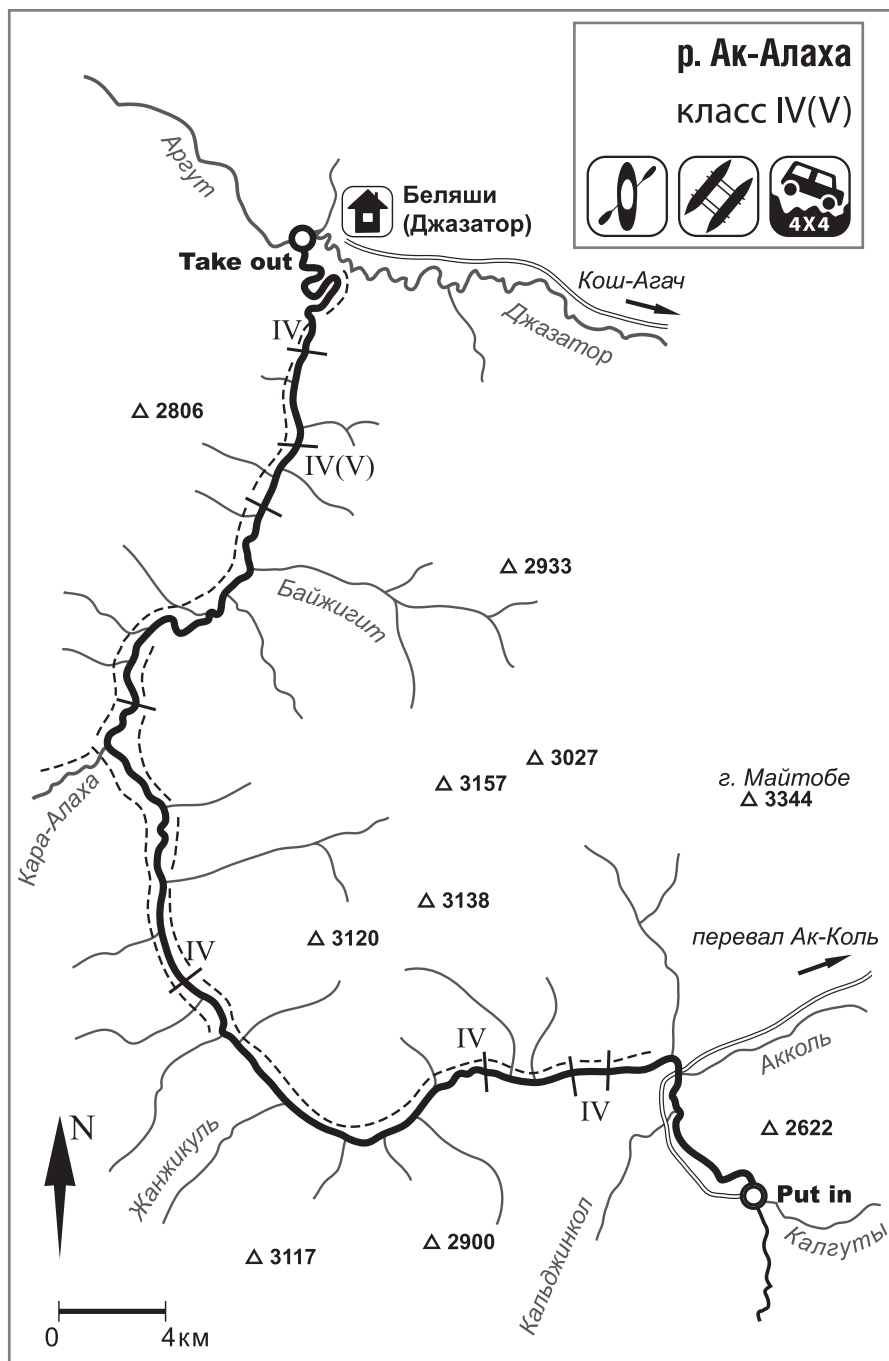 р. Ак-Алаха
класс IV(V)
4X4
Аргут
Беляши
(Джазатор)
Take out
Кош-Агач
Джазатор
IV
2806
IV(V)
2933
Байжигит
3027
3157
г. Майтобе
3344
Кара-Алаха
3138
3120
перевал Ак-Коль
IV
IV
Акколь
IV
N
2622
Жанжикуль
Put in
Калгуты
2900
3117
Кальджинкол
0 4км